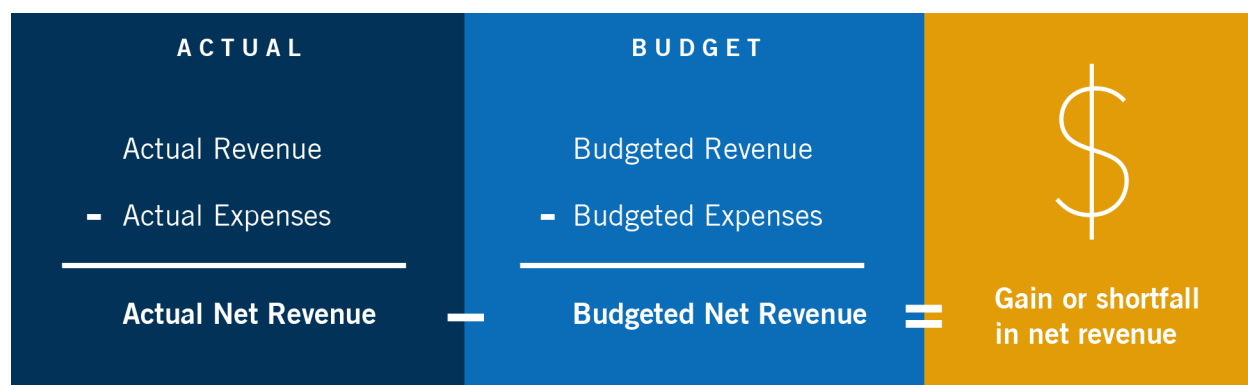 ACTUAL
Actual Revenue
- Actual Expenses
Actual Net Revenue
-
BUDGET
Budgeted Revenue
- Budgeted Expenses
Budgeted Net Revenue
=
$
Gain or shortfall
in net revenue